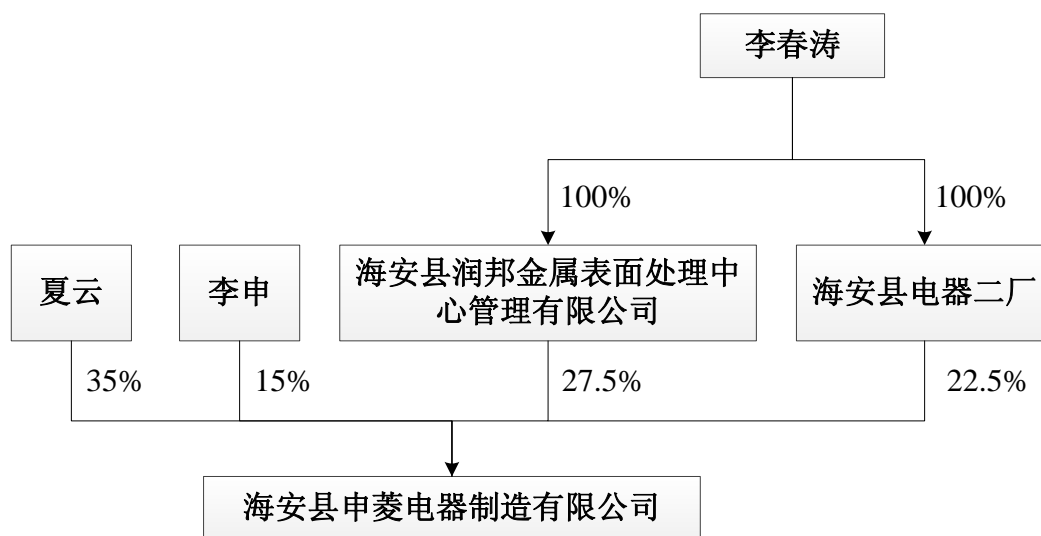 李春涛
100%
100%
夏云
李申
海安县润邦金属表面处理中
心管理有限公司
海安县电器二厂
35%
15%
27.5%
22.5%
海安县申菱电器制造有限公司